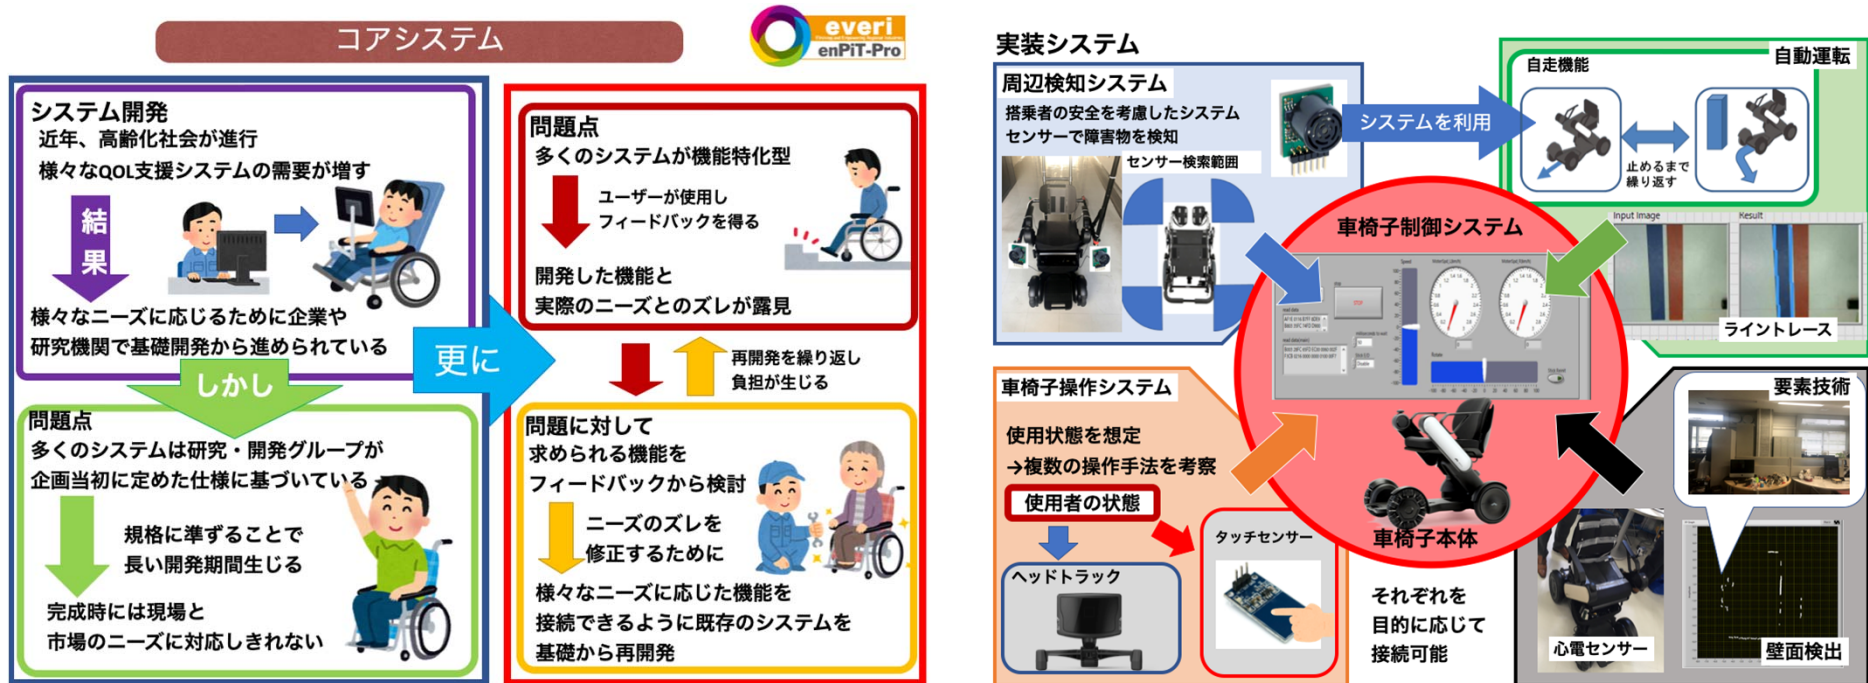 コアシステム
everi
enPiT-Pro
システム開発
近年、高齢化社会が進行
様々なQOL支援システムの需要が増す
結果
様々なニーズに応じるために企業や
研究機関で基礎開発から進められている
しかし
問題点
多くのシステムは研究・開発グループが
企画当初に定めた仕様に基づいている
規格に準ずることで
長い開発期間生じる
完成時には現場と
市場のニーズに対応しきれない
更に
問題点
多くのシステムが機能特化型
ユーザーが使用し
フィードバックを得る
開発した機能と
実際のニーズとのズレが露見
再開発を繰り返し
負担が生じる
問題に対して
求められる機能を
フィードバックから検討
ニーズのズレを
修正するために
様々なニーズに応じた機能を
接続できるように既存のシステムを
基礎から再開発
実装システム
周辺検知システム
搭乗者の安全を考慮したシステム
センサーで障害物を検知
センサー検索範囲
システムを利用
自動運転
自走機能
止めるまで
繰り返す
Input Image
Result
ライントレース
車椅子制御システム
Speed
STOP
車椅子本体
車椅子操作システム
使用状態を想定
→複数の操作手法を考察
使用者の状態
ヘッドトラック
タッチセンサー
それぞれを
目的に応じて
接続可能
要素技術
心電センサー
壁面検出